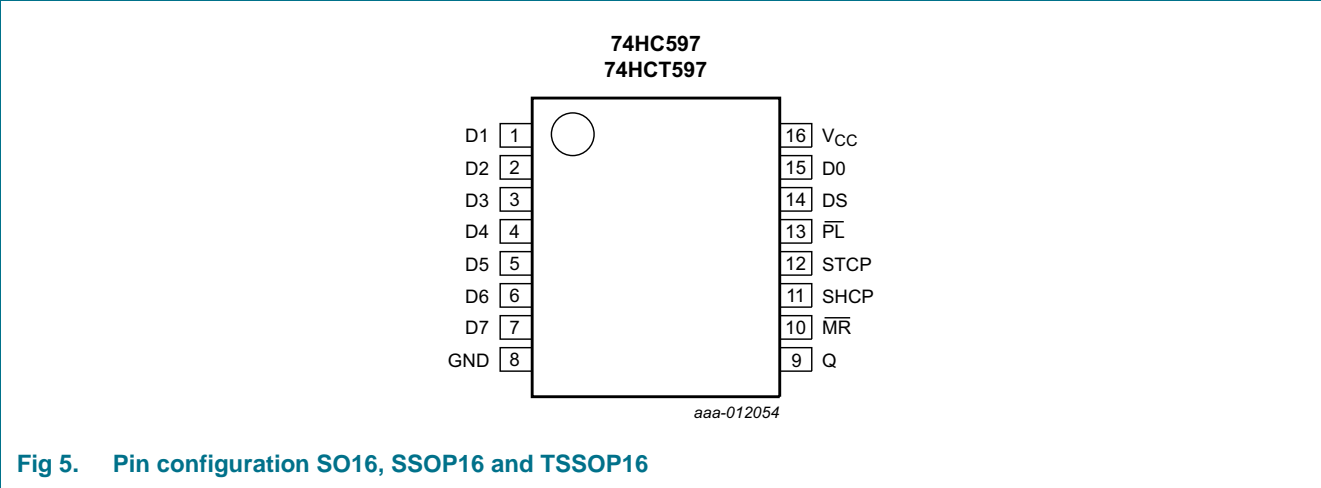 74HC597
74HCT597
D1 1 16 VCC
D2 2 15 D0
D3 3 14 DS
D4 4 13 P̅L̅
D5 5 12 STCP
D6 6 11 SHCP
D7 7 10 M̅R̅
GND 8 9 Q
aaa-012054
Fig 5. Pin configuration SO16, SSOP16 and TSSOP16